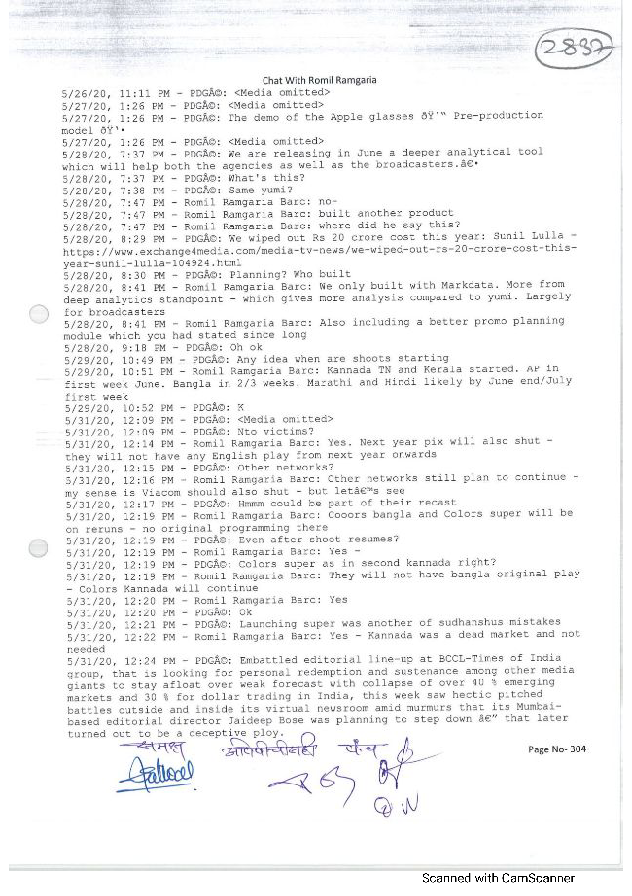 2837
Chat With Romil Ramgaria
5/26/20, 11:11 PM - PDGÂ©: <Media omitted>
5/27/20, 1:26 PM - PDGÂ©: <Media omitted>
5/27/20, 1:26 PM - PDGÂ©: The demo of the Apple glasses ðŸ'“ Pre-production
model ðŸ'•
5/27/20, 1:26 PM - PDGÂ©: <Media omitted>
5/28/20, 7:37 PM - PDGÂ©: We are releasing in June a deeper analytical tool
which will help both the agencies as well as the broadcasters.â€•
5/28/20, 7:37 PM - PDGÂ©: What's this?
5/28/20, 7:38 PM - PDGÂ©: Same yumi?
5/28/20, 7:47 PM - Romil Ramgaria Barc: no-
5/28/20, 7:47 PM - Romil Ramgaria Barc: built another product
5/28/20, 7:47 PM - Romil Ramgaria Barc: where did he say this?
5/28/20, 8:29 PM - PDGÂ©: We wiped out Rs 20 crore cost this year: Sunil Lulla -
https://www.exchange4media.com/media-tv-news/we-wiped-out-rs-20-crore-cost-this-
year-sunil-lulla-104924.html
5/28/20, 8:30 PM - PDGÂ©: Planning? Who built
5/28/20, 8:41 PM - Romil Ramgaria Barc: We only built with Markdata. More from
deep analytics standpoint - which gives more analysis compared to yumi. Largely
for broadcasters
5/28/20, 8:41 PM - Romil Ramgaria Barc: Also including a better promo planning
module which you had stated since long
5/28/20, 9:18 PM - PDGÂ©: Oh ok
5/29/20, 10:49 PM - PDGÂ©: Any idea when are shoots starting
5/29/20, 10:51 PM - Romil Ramgaria Barc: Kannada TN and Kerala started. AP in
first week June. Bangla in 2/3 weeks. Marathi and Hindi likely by June end/July
first week
5/29/20, 10:52 PM - PDGÂ©: K
5/31/20, 12:09 PM - PDGÂ©: <Media omitted>
5/31/20, 12:09 PM - PDGÂ©: Nto victims?
5/31/20, 12:14 PM - Romil Ramgaria Barc: Yes. Next year pix will also shut -
they will not have any English play from next year onwards
5/31/20, 12:15 PM - PDGÂ©: Other networks?
5/31/20, 12:16 PM - Romil Ramgaria Barc: Other networks still plan to continue -
my sense is Viacom should also shut - but letâ€™s see
5/31/20, 12:17 PM - PDGÂ©: Hmmm could be part of their recast
5/31/20, 12:19 PM - Romil Ramgaria Barc: Cooors bangla and Colors super will be
on reruns - no original programming there
5/31/20, 12:19 PM - PDGÂ©: Even after shoot resumes?
5/31/20, 12:19 PM - Romil Ramgaria Barc: Yes -
5/31/20, 12:19 PM - PDGÂ©: Colors super as in second kannada right?
5/31/20, 12:19 PM - Romil Ramgaria Barc: They will not have bangla original play
- Colors Kannada will continue
5/31/20, 12:20 PM - Romil Ramgaria Barc: Yes
5/31/20, 12:20 PM - PDGÂ©: Ok
5/31/20, 12:21 PM - PDGÂ©: Launching super was another of sudhanshus mistakes
5/31/20, 12:22 PM - Romil Ramgaria Barc: Yes - Kannada was a dead market and not
needed
5/31/20, 12:24 PM - PDGÂ©: Embattled editorial line-up at BCCL-Times of India
group, that is looking for personal redemption and sustenance among other media
giants to stay afloat over weak forecast with collapse of over 40 % emerging
markets and 30 % for dollar trading in India, this week saw hectic pitched
battles outside and inside its virtual newsroom amid murmurs that its Mumbai-
based editorial director Jaideep Bose was planning to step down â€” that later
turned out to be a deceptive ploy.
समक्ष
Page No- 304
Scanned with CamScanner